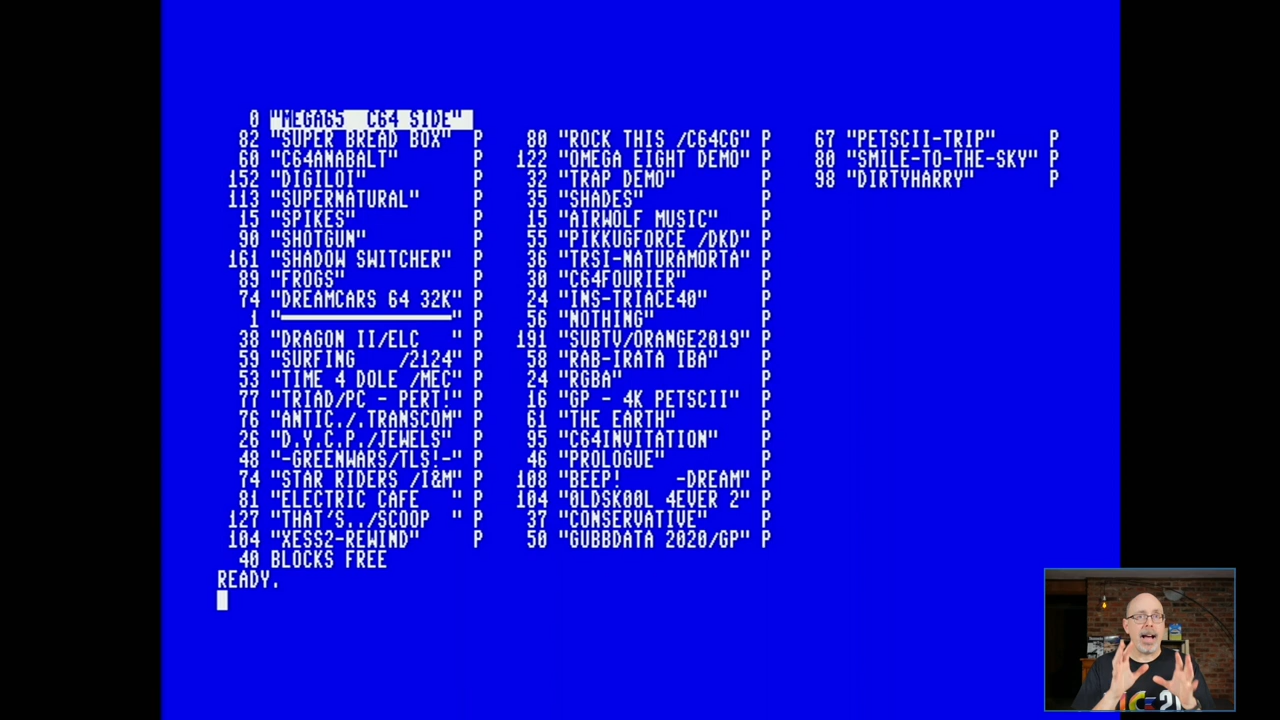 0 "MEGA65  C64 SIDE"
82 "SUPER BREAD BOX" P 80 "ROCK THIS /C64CG" P 67 "PETSCII-TRIP" P
60 "C64ANABALT" P 122 "OMEGA EIGHT DEMO" P 80 "SMILE-TO-THE-SKY" P
152 "DIGILOI" P 32 "TRAP DEMO" P 98 "DIRTYHARRY" P
113 "SUPERNATURAL" P 35 "SHADES" P
15 "SPIKES" P 15 "AIRWOLF MUSIC" P
90 "SHOTGUN" P 55 "PIKKUGFORCE /DKD" P
161 "SHADOW SWITCHER" P 36 "TRSI-NATURAMORTA" P
89 "FROGS" P 30 "C64FOURIER" P
74 "DREAMCARS 64 32K" P 24 "INS-TRIACE40" P
1 "────────────────" P 56 "NOTHING" P
38 "DRAGON II/ELC   " P 191 "SUBTV/ORANGE2019" P
59 "SURFING    /2124" P 58 "RAB-IRATA IBA" P
53 "TIME 4 DOLE /MEC" P 24 "RGBA" P
77 "TRIAD/PC - PERT!" P 16 "GP - 4K PETSCII" P
76 "ANTIC./.TRANSCOM" P 61 "THE EARTH" P
26 "D.Y.C.P./JEWELS" P 95 "C64INVITATION" P
48 "-GREENWARS/TLS!-" P 46 "PROLOGUE" P
74 "STAR RIDERS /I&M" P 108 "BEEP!     -DREAM" P
81 "ELECTRIC CAFE   " P 104 "0LDSK00L 4EVER 2" P
127 "THAT'S../SCOOP  " P 37 "CONSERVATIVE" P
104 "XESS2-REWIND" P 50 "GUBBDATA 2020/GP" P
40 BLOCKS FREE
READY.